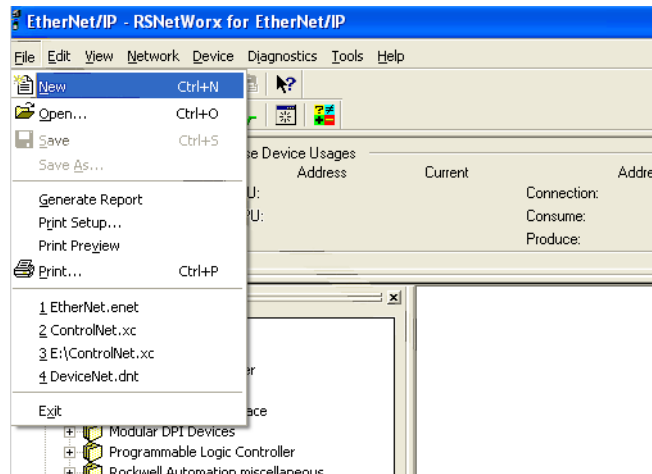 EtherNet/IP - RSNetWorx for EtherNet/IP
File Edit View Network Device Diagnostics Tools Help
New Ctrl+N
Open... Ctrl+O
Save Ctrl+S
Save As...
Generate Report
Print Setup...
Print Preview
Print... Ctrl+P
1 EtherNet.enet
2 ControlNet.xc
3 E:\ControlNet.xc
4 DeviceNet.dnt
Exit
Device Usages
Address Current
Connection:
Consume:
Produce:
Modular DPI Devices
Programmable Logic Controller
Rockwell Automation miscellaneous